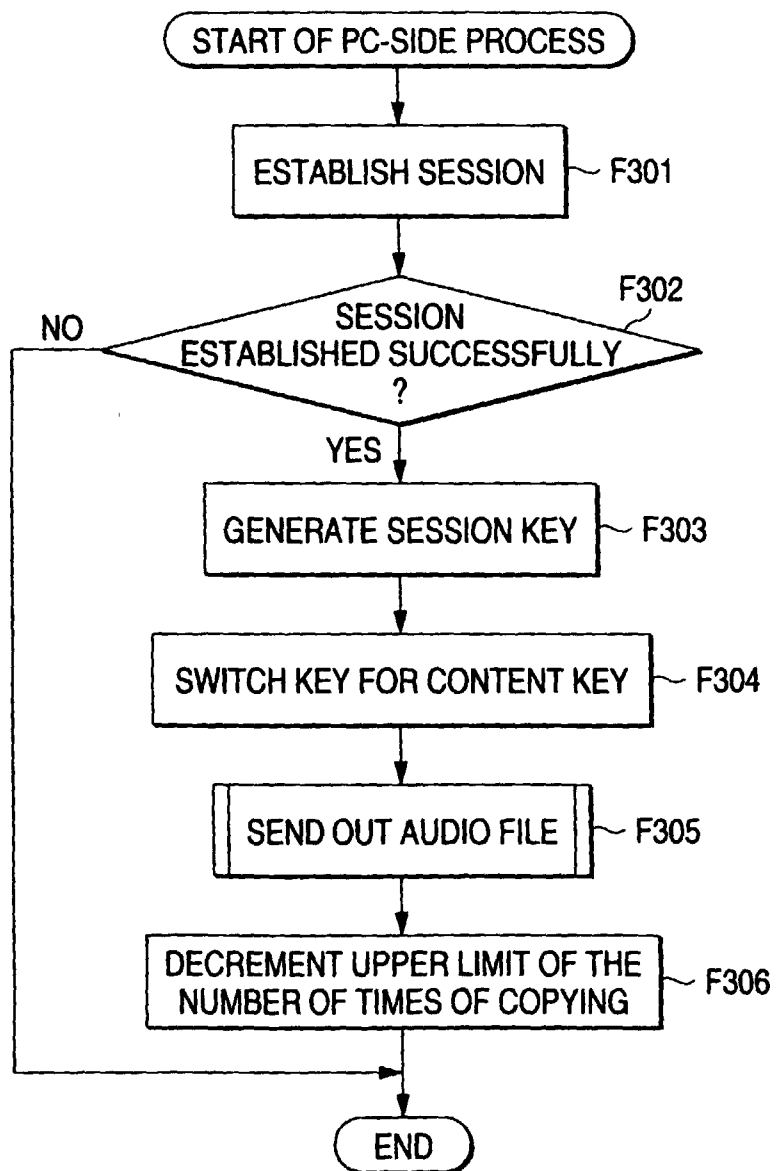 START OF PC-SIDE PROCESS
ESTABLISH SESSION
F301
F302
SESSION
ESTABLISHED SUCCESSFULLY
?
NO
YES
GENERATE SESSION KEY
F303
SWITCH KEY FOR CONTENT KEY
F304
SEND OUT AUDIO FILE
F305
DECREMENT UPPER LIMIT OF THE
NUMBER OF TIMES OF COPYING
F306
END